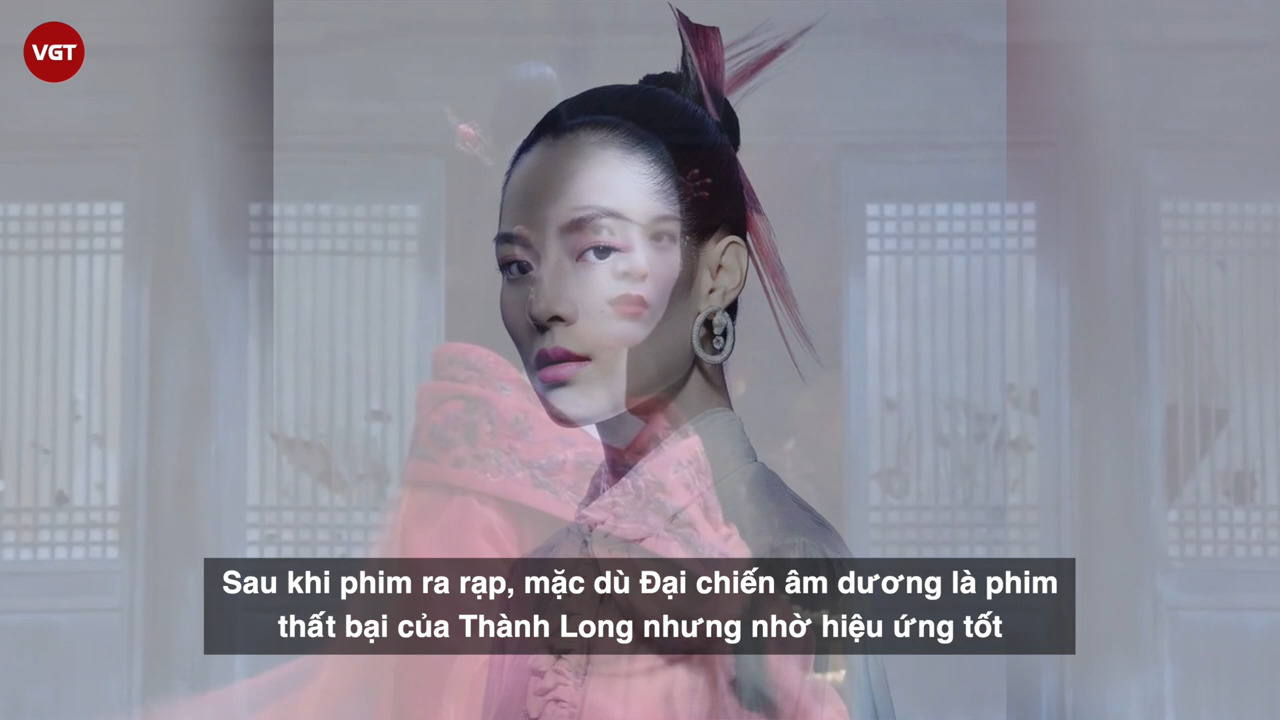 VGT
Sau khi phim ra rạp, mặc dù Đại chiến âm dương là phim
thất bại của Thành Long nhưng nhờ hiệu ứng tốt